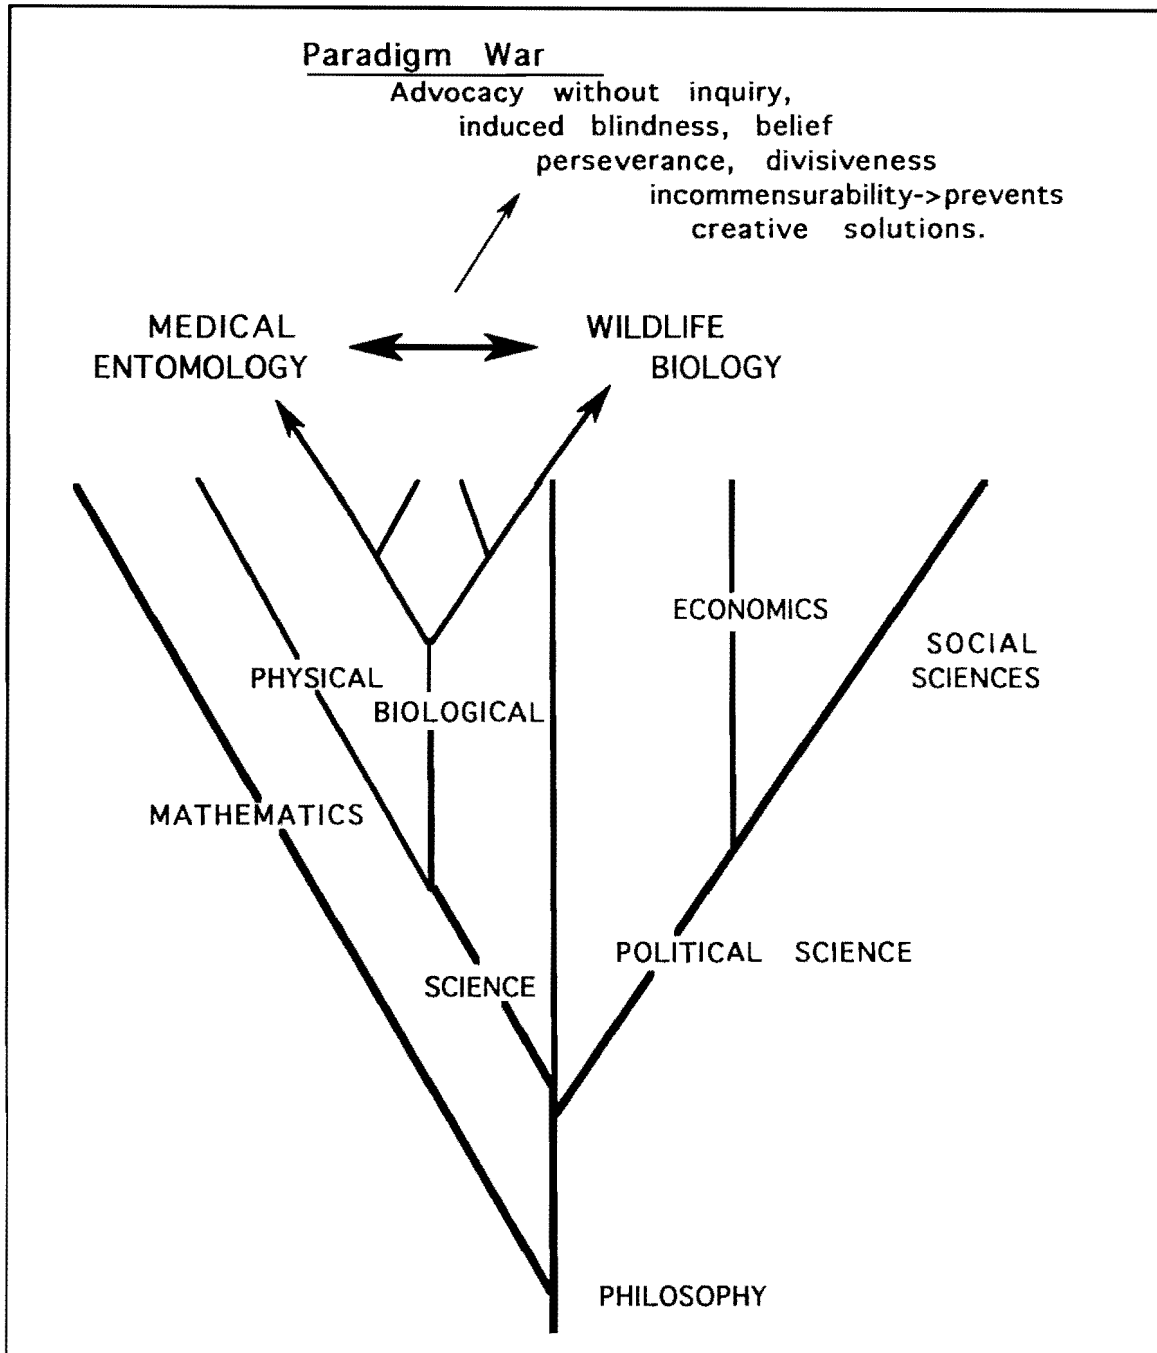 Paradigm War
Advocacy without inquiry,
induced blindness, belief
perseverance, divisiveness
incommensurability->prevents
creative solutions.
MEDICAL
ENTOMOLOGY
WILDLIFE
BIOLOGY
ECONOMICS
SOCIAL
SCIENCES
PHYSICAL
BIOLOGICAL
MATHEMATICS
POLITICAL SCIENCE
SCIENCE
PHILOSOPHY